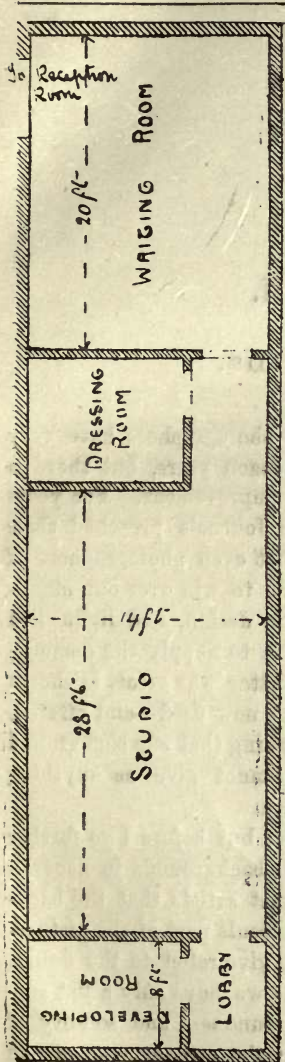 To
Reception
Room
20 ft
WAITING ROOM
DRESSING
ROOM
28 ft
14 ft
STUDIO
8 ft
DEVELOPING
ROOM
LOBBY